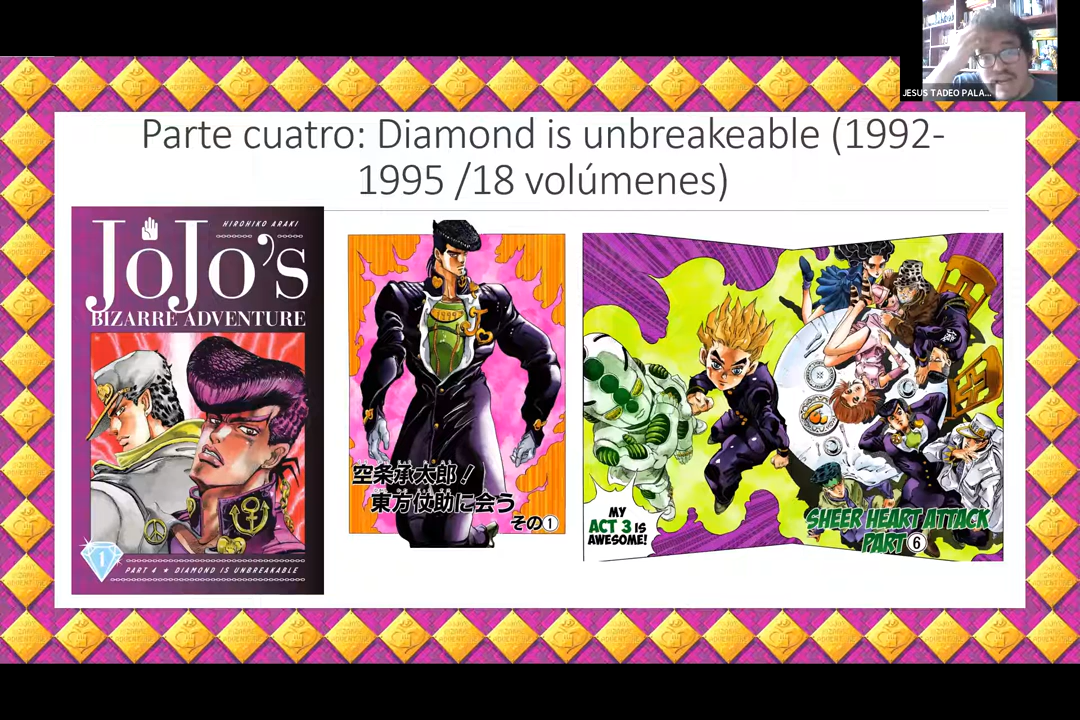 JESUS TADEO PALA...
Parte cuatro: Diamond is unbreakeable (1992-
1995 /18 volúmenes)
HIROHIKO ARAKI
JoJo's
BIZARRE ADVENTURE
1
PART 4 ★ DIAMOND IS UNBREAKABLE
空条承太郎!
東方仗助に会う
その①
MY
ACT 3 IS
AWESOME!
SHEER HEART ATTACK
PART ⑥